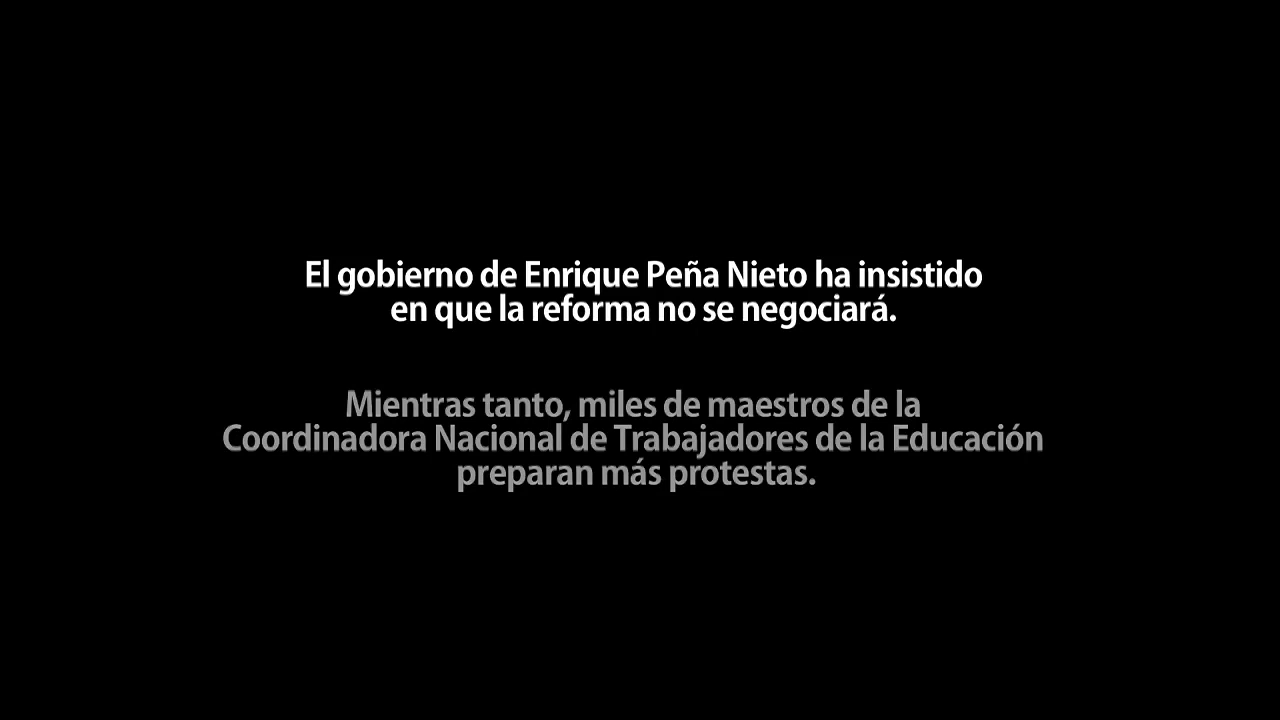 El gobierno de Enrique Peña Nieto ha insistido
en que la reforma no se negociará.
Mientras tanto, miles de maestros de la
Coordinadora Nacional de Trabajadores de la Educación
preparan más protestas.